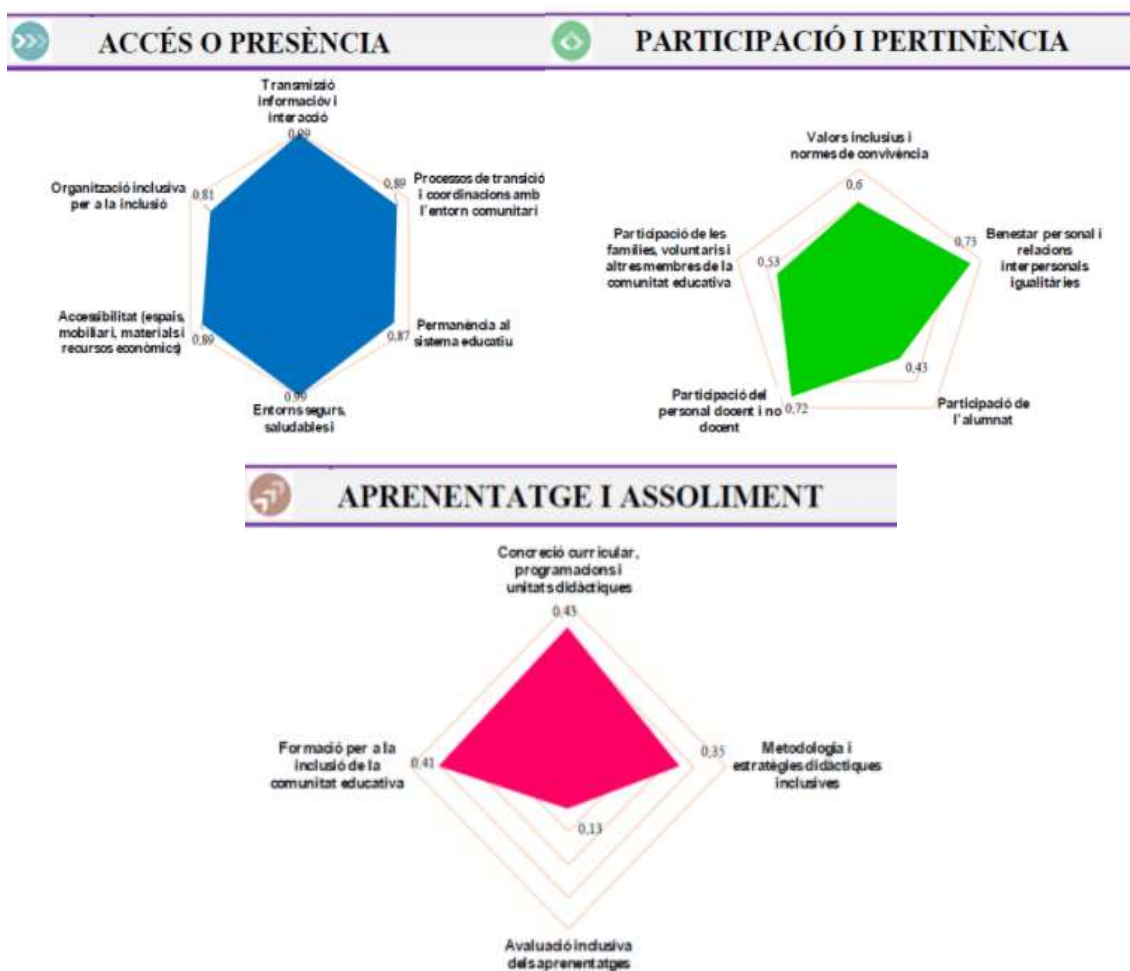 ACCÉS O PRESÈNCIA
Transmissió
informacióv i
interacció
0,99
Processos de transició
i coordinacions amb
l'entorn comunitari
0,89
Permanència al
sistema educatiu
0,87
Entorns segurs,
saludables i
0,99
Accessibilitat (espais,
mobiliari, materials i
recursos econòmics)
0,89
Organització inclusiva
per a la inclusió
0,81
PARTICIPACIÓ I PERTINÈNCIA
Valors inclusius i
normes de convivència
0,6
Benestar personal i
relacions
interpersonals
igualitàries
0,73
Participació de
l'alumnat
0,43
Participació del
personal docent i no
docent
0,72
Participació de les
famílies, voluntaris i
altres membres de la
comunitat educativa
0,53
APRENENTATGE I ASSOLIMENT
Concreció curricular,
programacions i
unitats didàctiques
0,43
Metodologia i
estratègies didàctiques
inclusives
0,35
Avaluació inclusiva
dels aprenentatges
0,13
Formació per a la
inclusió de la
comunitat educativa
0,41